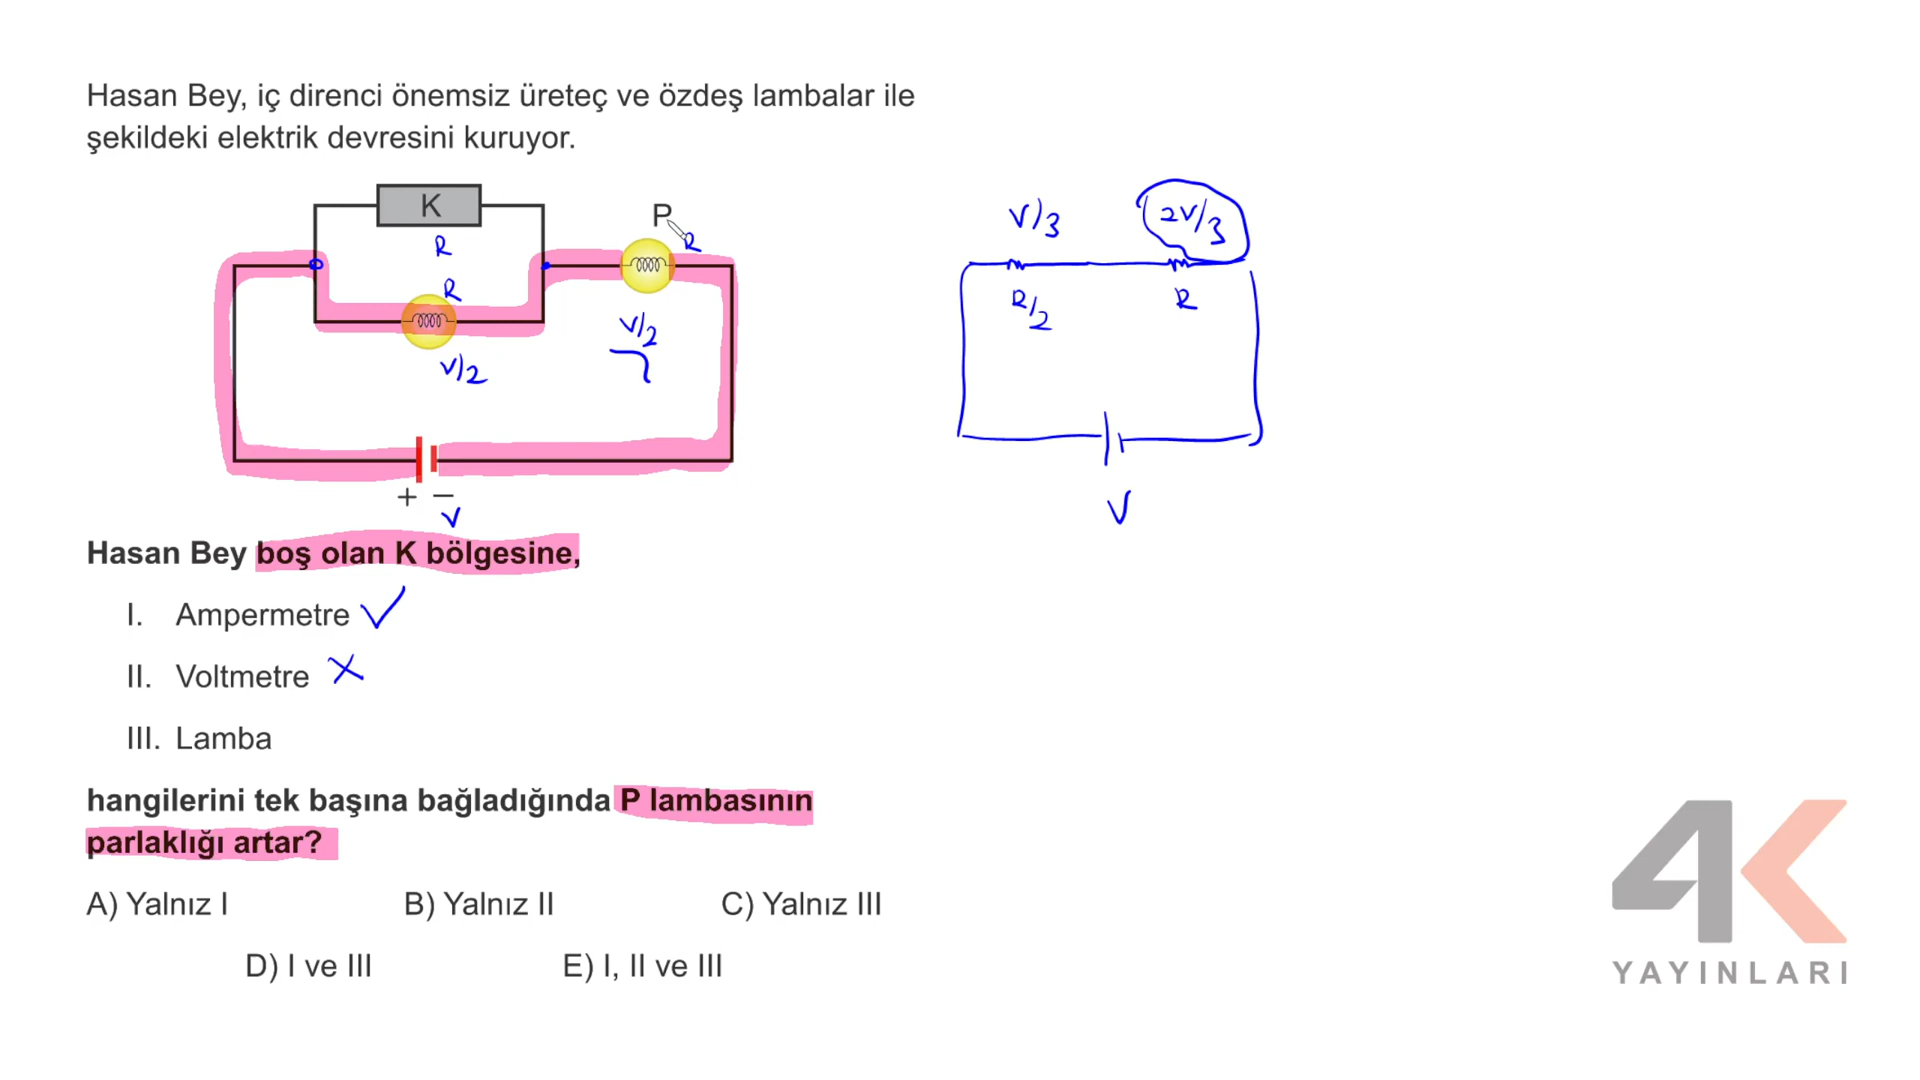 Hasan Bey, iç direnci önemsiz üreteç ve özdeş lambalar ile
şekildeki elektrik devresini kuruyor.
K
R
P
R
R
V/2
V/2
+ −
V
V/3
2V/3
R/2
R
V
Hasan Bey boş olan K bölgesine,
I. Ampermetre ✓
II. Voltmetre ✗
III. Lamba
hangilerini tek başına bağladığında P lambasının
parlaklığı artar?
A) Yalnız I B) Yalnız II C) Yalnız III
D) I ve III E) I, II ve III
4K
YAYINLARI